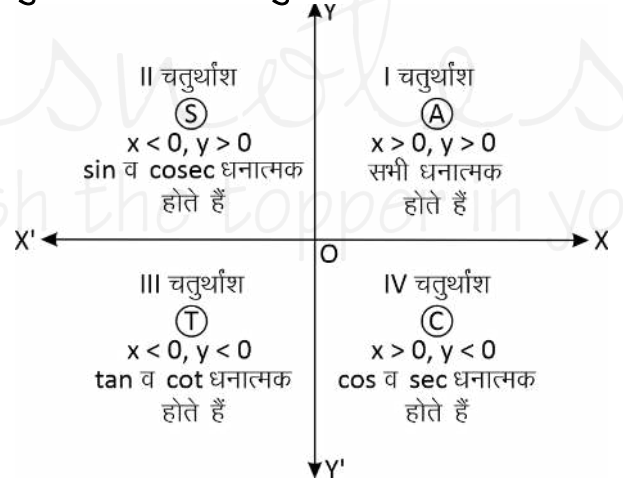 Y
II चतुर्थांश
S
x < 0, y > 0
sin व cosec धनात्मक
होते हैं
I चतुर्थांश
A
x > 0, y > 0
सभी धनात्मक
होते हैं
X'
X
O
III चतुर्थांश
T
x < 0, y < 0
tan व cot धनात्मक
होते हैं
IV चतुर्थांश
C
x > 0, y < 0
cos व sec धनात्मक
होते हैं
Y'